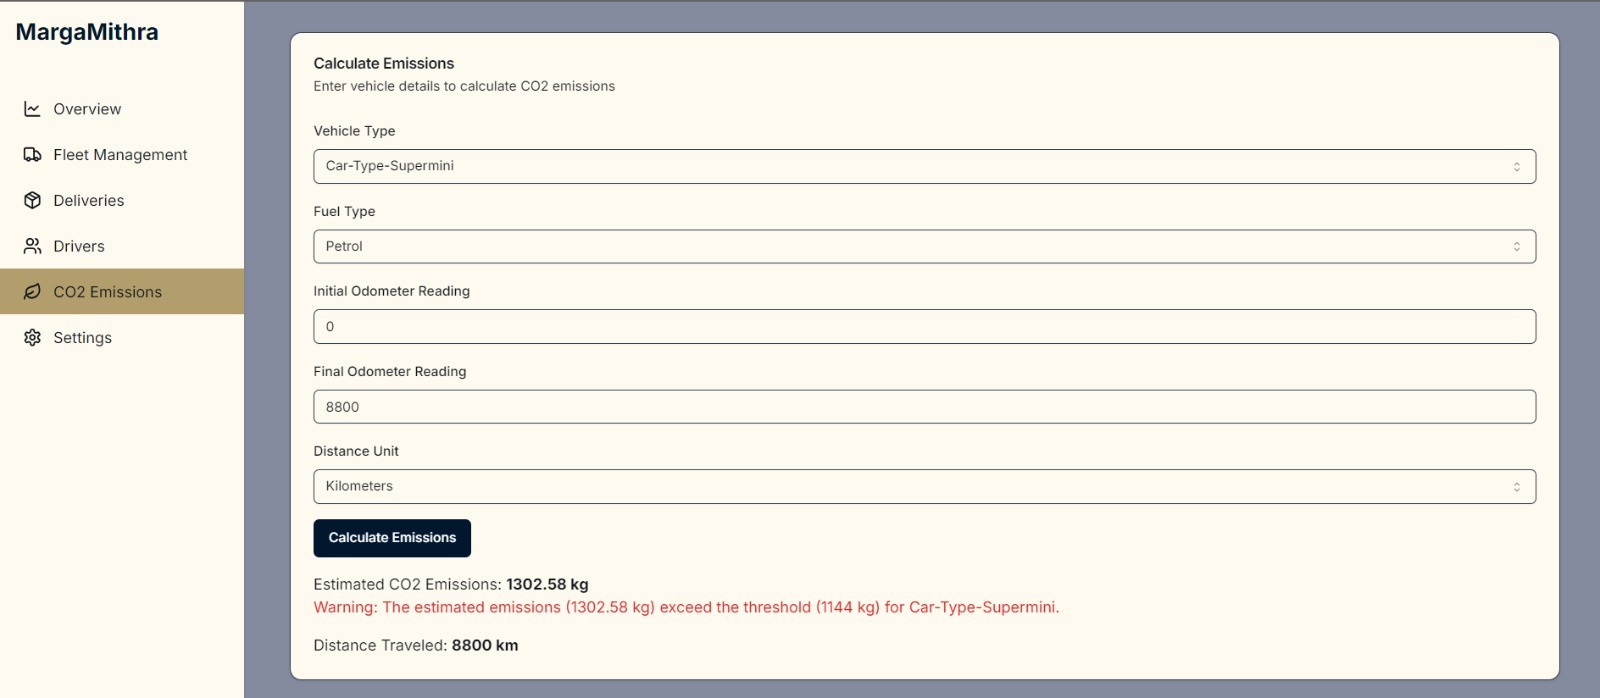 MargaMithra
Overview
Fleet Management
Deliveries
Drivers
CO2 Emissions
Settings
Calculate Emissions
Enter vehicle details to calculate CO2 emissions
Vehicle Type
Car-Type-Supermini
Fuel Type
Petrol
Initial Odometer Reading
0
Final Odometer Reading
8800
Distance Unit
Kilometers
Calculate Emissions
Estimated CO2 Emissions: 1302.58 kg
Warning: The estimated emissions (1302.58 kg) exceed the threshold (1144 kg) for Car-Type-Supermini.
Distance Traveled: 8800 km